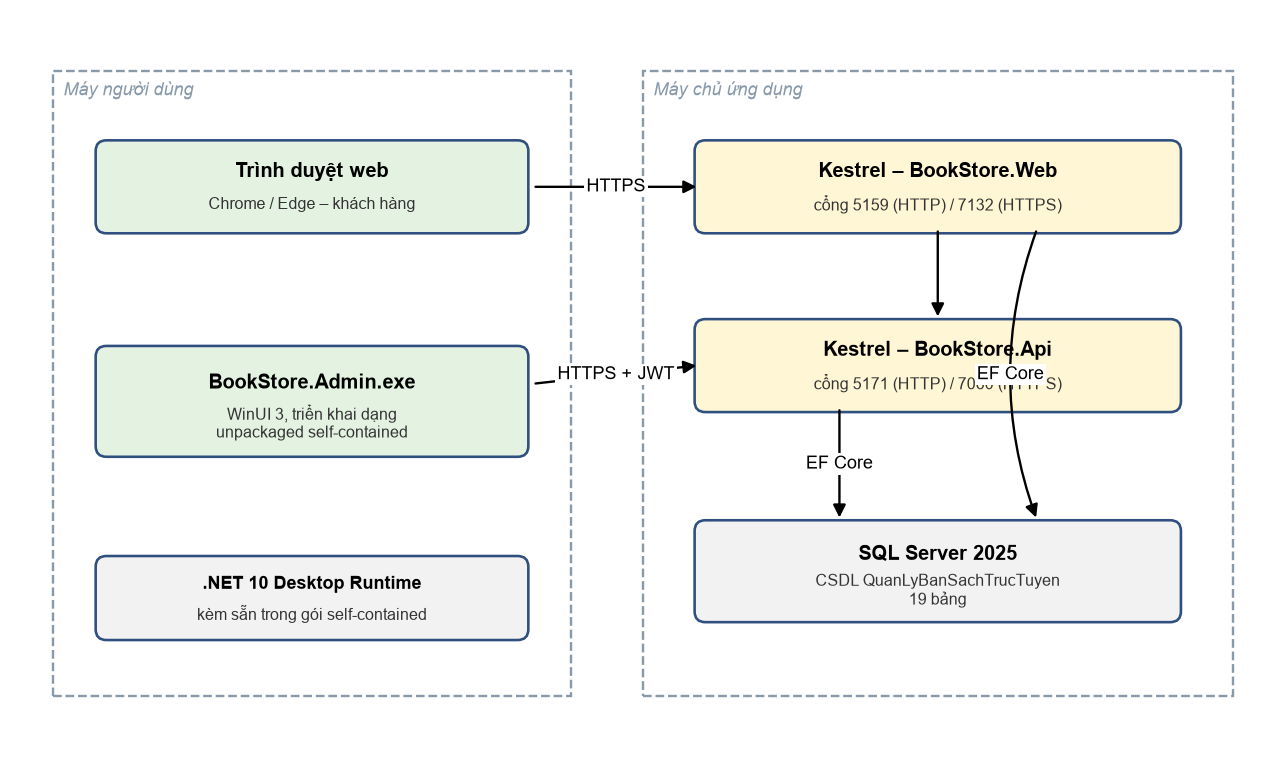 Máy người dùng
Trình duyệt web
Chrome / Edge – khách hàng
BookStore.Admin.exe
WinUI 3, triển khai dạng
unpackaged self-contained
.NET 10 Desktop Runtime
kèm sẵn trong gói self-contained
HTTPS
HTTPS + JWT
Máy chủ ứng dụng
Kestrel – BookStore.Web
cổng 5159 (HTTP) / 7132 (HTTPS)
Kestrel – BookStore.Api
cổng 5171 (HTTP) /
EF Core
EF Core
SQL Server 2025
CSDL QuanLyBanSachTrucTuyen
19 bảng